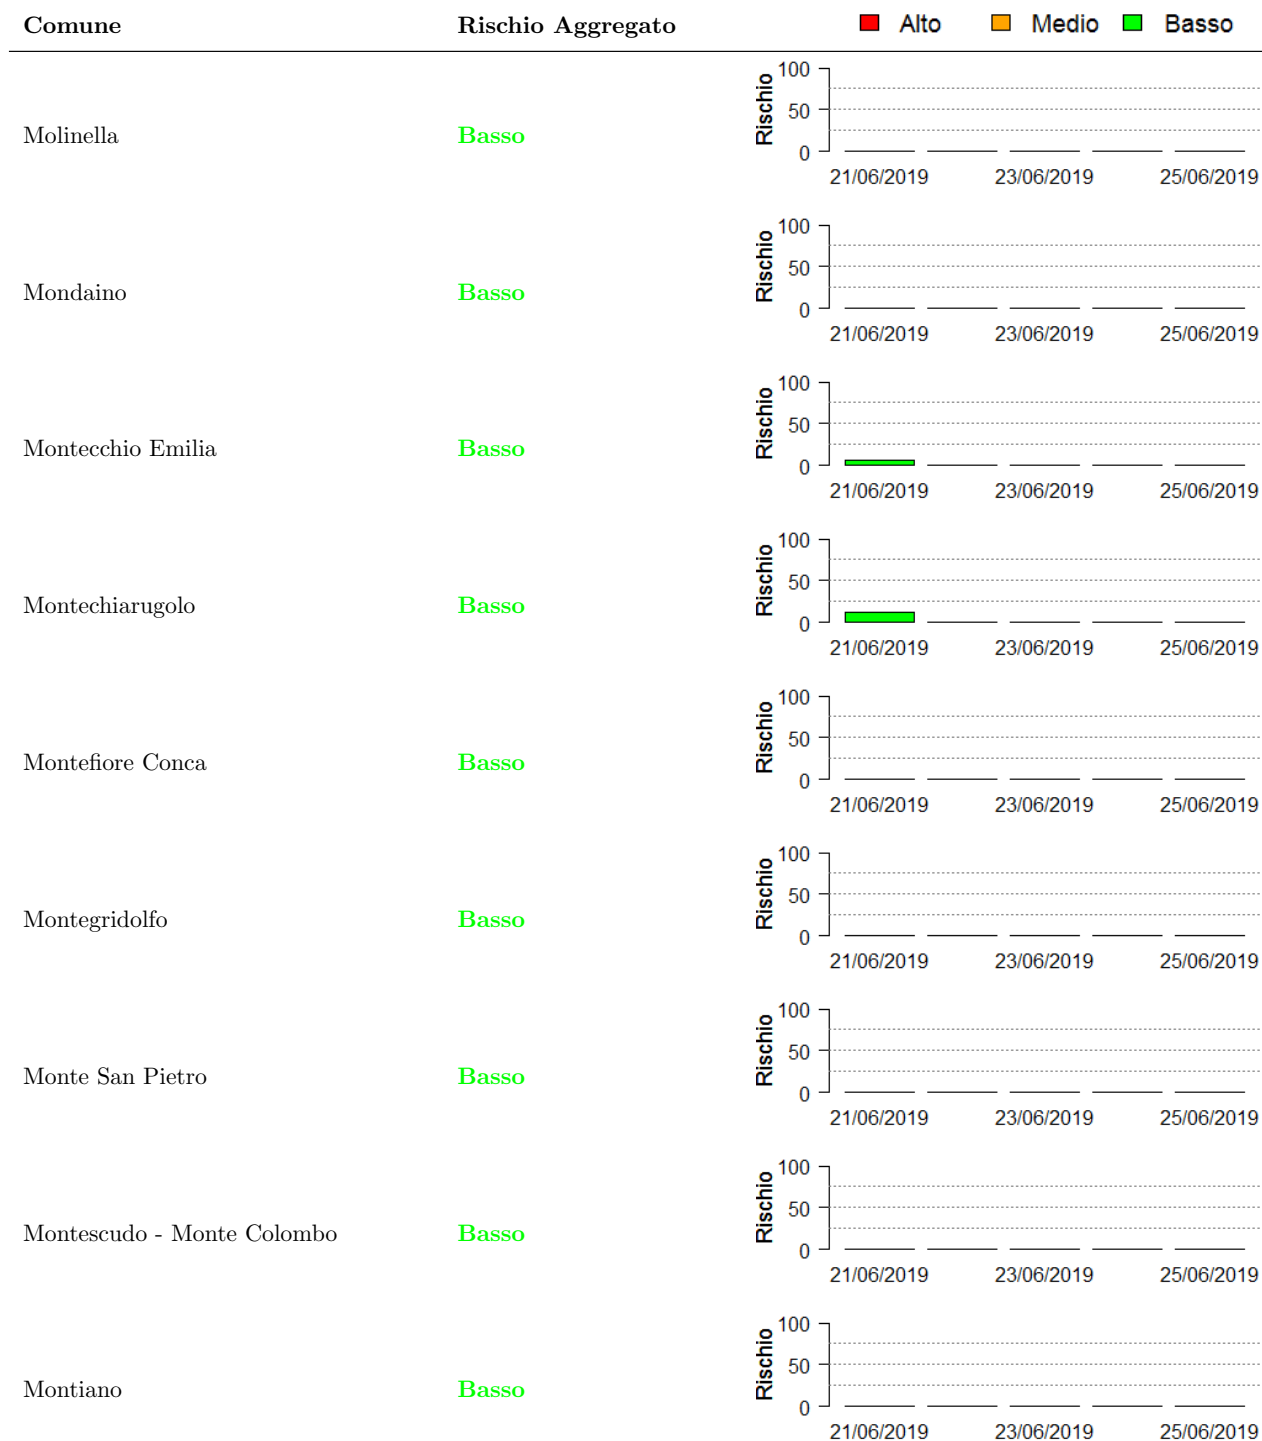 Comune Rischio Aggregato Alto Medio Basso
Molinella Basso Rischio 100 50 0
21/06/2019 23/06/2019 25/06/2019
Mondaino Basso Rischio 100 50 0
21/06/2019 23/06/2019 25/06/2019
Montecchio Emilia Basso Rischio 100 50 0
21/06/2019 23/06/2019 25/06/2019
Montechiarugolo Basso Rischio 100 50 0
21/06/2019 23/06/2019 25/06/2019
Montefiore Conca Basso Rischio 100 50 0
21/06/2019 23/06/2019 25/06/2019
Montegridolfo Basso Rischio 100 50 0
21/06/2019 23/06/2019 25/06/2019
Monte San Pietro Basso Rischio 100 50 0
21/06/2019 23/06/2019 25/06/2019
Montescudo - Monte Colombo Basso Rischio 100 50 0
21/06/2019 23/06/2019 25/06/2019
Montiano Basso Rischio 100 50 0
21/06/2019 23/06/2019 25/06/2019